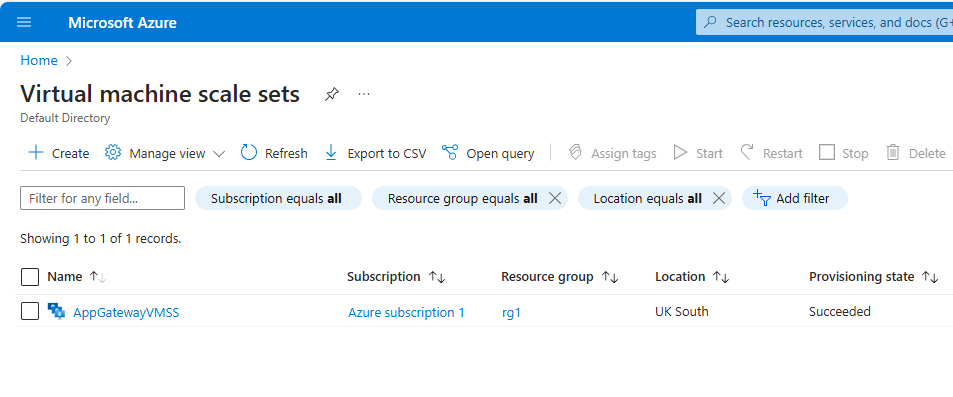 Microsoft Azure
Search resources, services, and docs (G+
Home
Virtual machine scale sets
Default Directory
Create Manage view Refresh Export to CSV Open query Assign tags Start Restart Stop Delete
Filter for any field... Subscription equals all Resource group equals all Location equals all Add filter
Showing 1 to 1 of 1 records.
Name Subscription Resource group Location Provisioning state
AppGatewayVMSS Azure subscription 1 rg1 UK South Succeeded